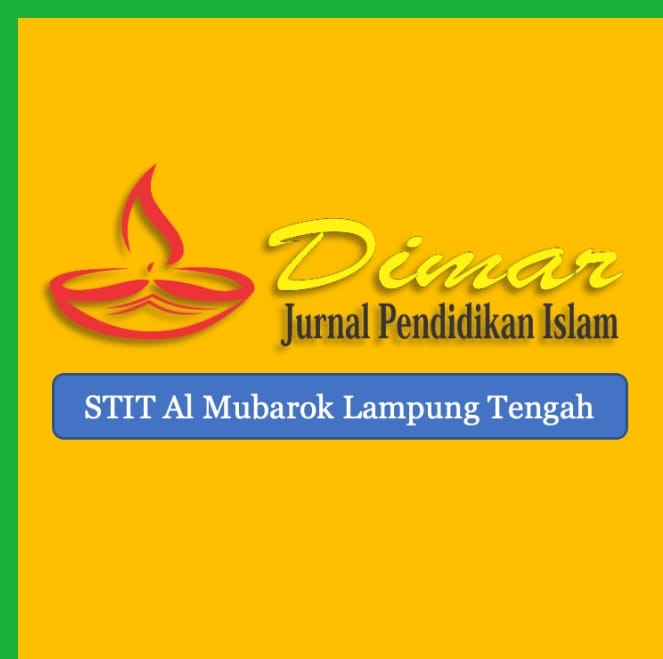 Dimar
Jurnal Pendidikan Islam
STIT Al Mubarok Lampung Tengah